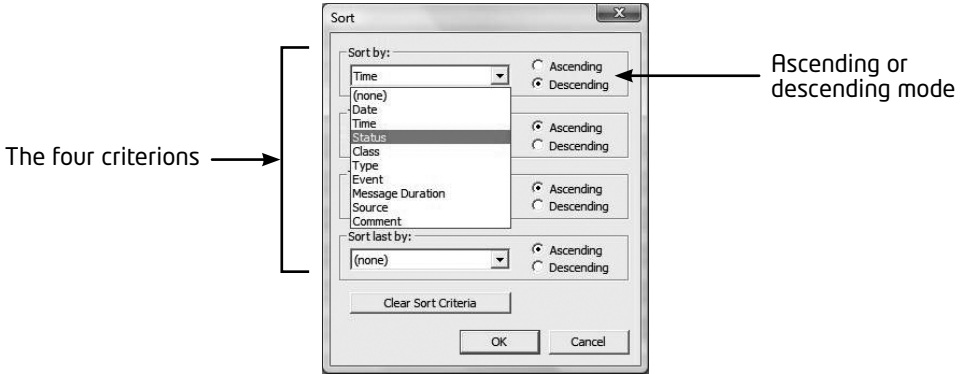 Sort
Sort by:
Time
Ascending
Descending
(none)
Date
Time
Status
Class
Type
Event
Message Duration
Source
Comment
Ascending
Descending
Ascending
Descending
Sort last by:
(none)
Ascending
Descending
Clear Sort Criteria
OK
Cancel
The four criterions
Ascending or
descending mode